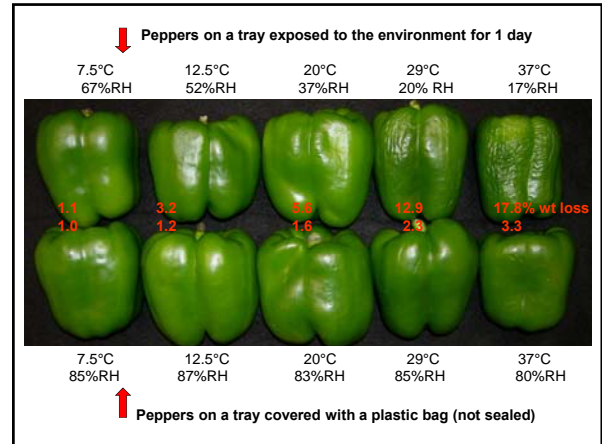 Peppers on a tray exposed to the environment for 1 day
7.5°C 12.5°C 20°C 29°C 37°C
67%RH 52%RH 37%RH 20% RH 17%RH
1.1 3.2 5.6 12.9 17.8% wt loss
1.0 1.2 1.6 2.3 3.3
7.5°C 12.5°C 20°C 29°C 37°C
85%RH 87%RH 83%RH 85%RH 80%RH
Peppers on a tray covered with a plastic bag (not sealed)